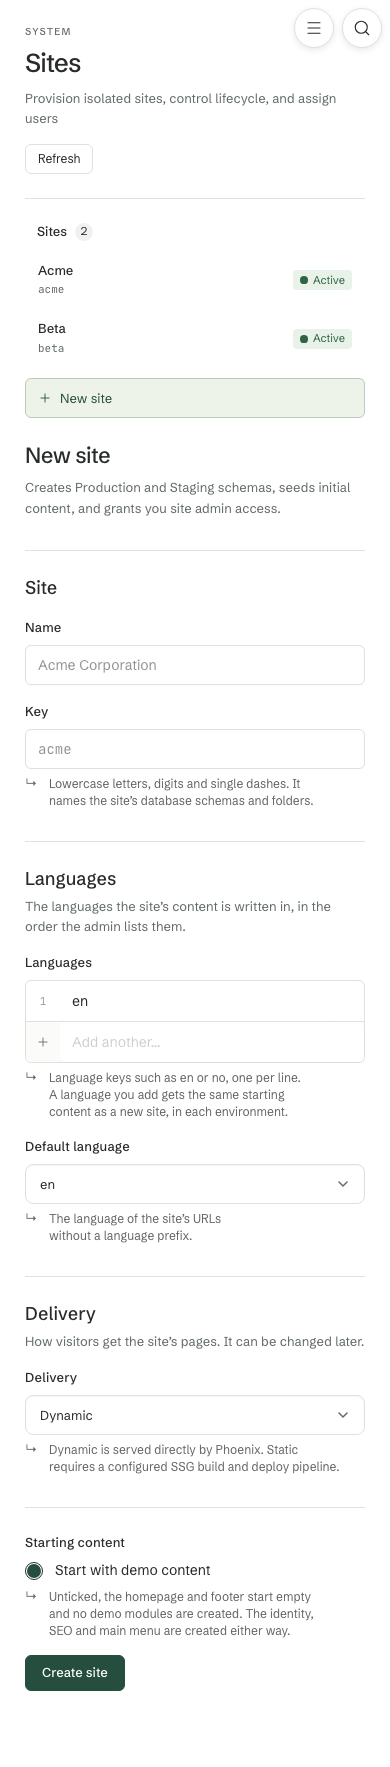 SYSTEM
Sites
Provision isolated sites, control lifecycle, and assign
users
Refresh
Sites 2
Acme
acme
Active
Beta
beta
Active
+ New site
New site
Creates Production and Staging schemas, seeds initial
content, and grants you site admin access.
Site
Name
Acme Corporation
Key
acme
↳ Lowercase letters, digits and single dashes. It
names the site’s database schemas and folders.
Languages
The languages the site’s content is written in, in the
order the admin lists them.
Languages
1 en
+ Add another...
↳ Language keys such as en or no, one per line.
A language you add gets the same starting
content as a new site, in each environment.
Default language
en
↳ The language of the site’s URLs
without a language prefix.
Delivery
How visitors get the site’s pages. It can be changed later.
Delivery
Dynamic
↳ Dynamic is served directly by Phoenix. Static
requires a configured SSG build and deploy pipeline.
Starting content
Start with demo content
↳ Unticked, the homepage and footer start empty
and no demo modules are created. The identity,
SEO and main menu are created either way.
Create site